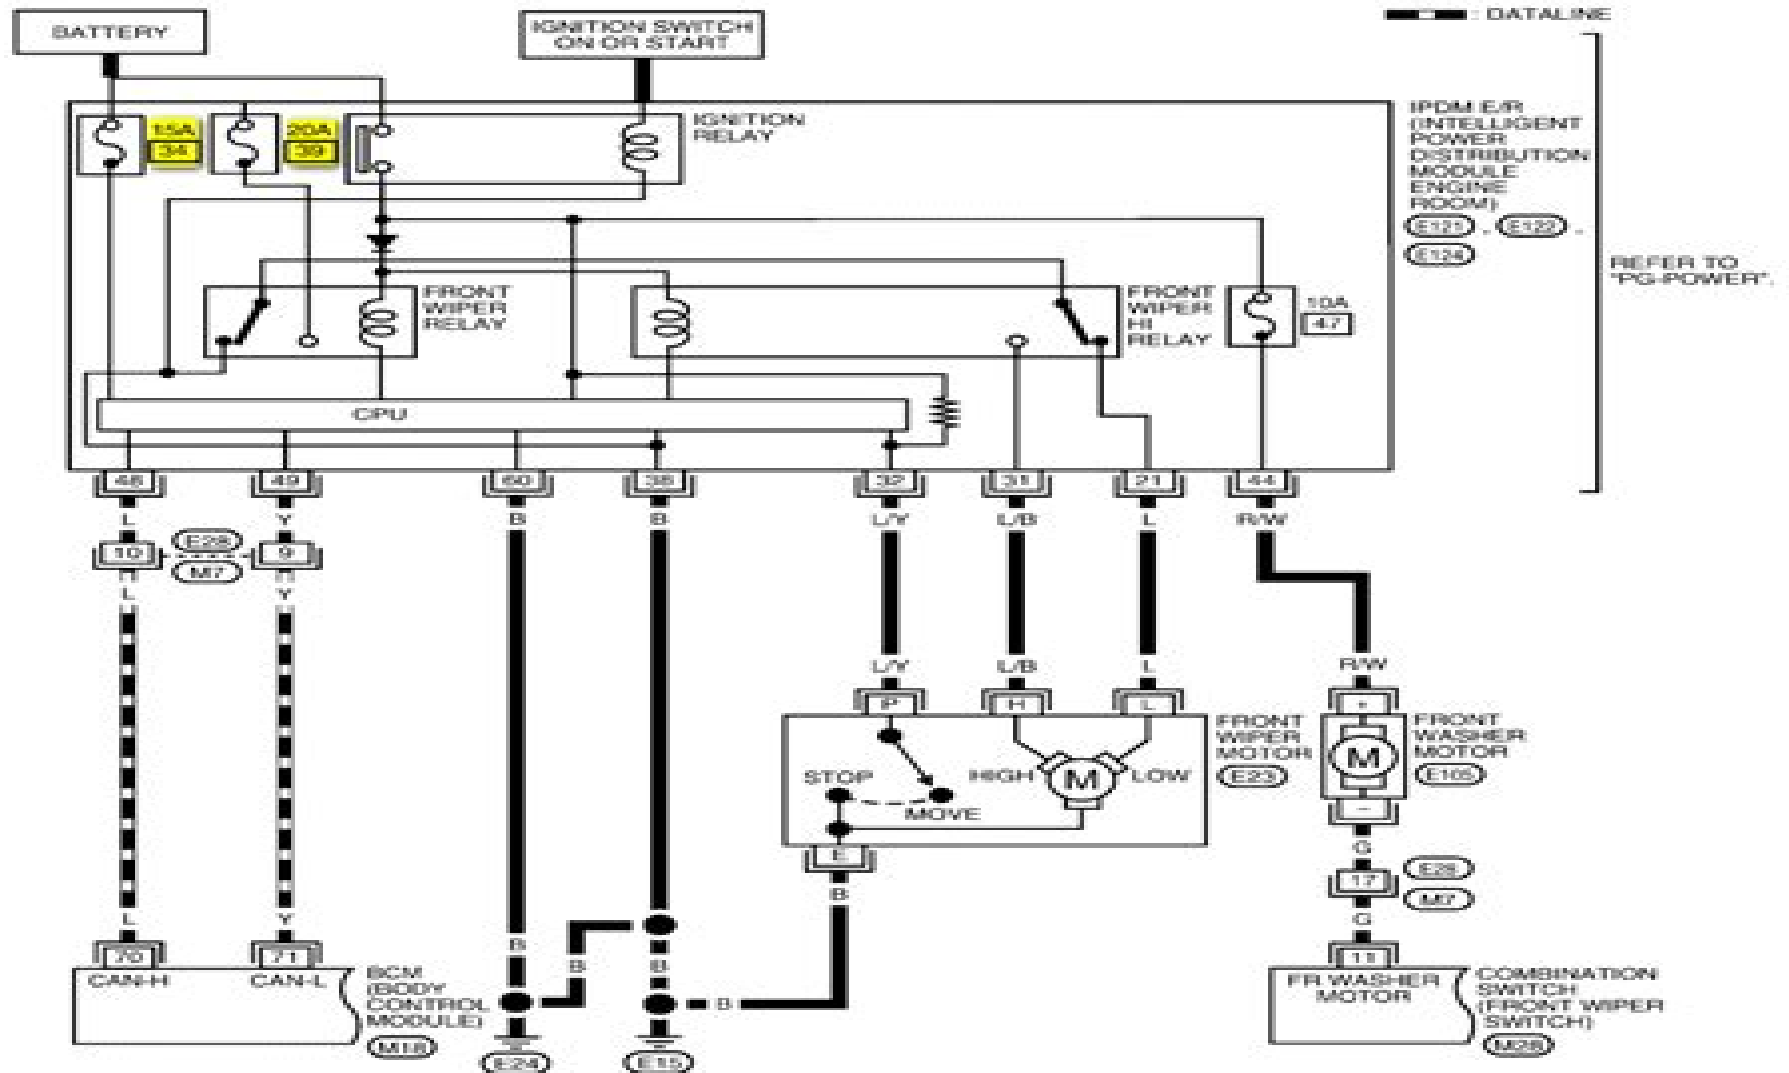 BATTERY
IGNITION SWITCH
ON OR START
: DATALINE
15A
34
20A
39
IGNITION
RELAY
IPDM E/R
(INTELLIGENT
POWER
DISTRIBUTION
MODULE
ENGINE
ROOM)
E121 , E122 ,
E124
REFER TO
"PG-POWER".
FRONT
WIPER
RELAY
FRONT
WIPER
HI
RELAY
10A
47
CPU
48 49 60 38 32 31 21 44
L Y B B L/Y L/B L R/W
10 E28 9
M7
L Y
L/Y L/B L R/W
P H L +
FRONT
WIPER
MOTOR
E23
FRONT
WASHER
MOTOR
E105
STOP
MOVE
HIGH M LOW
M
-
E
B
G
17
E28
M7
G
L Y
B B B
B
70 71
CAN-H CAN-L
BCM
(BODY
CONTROL
MODULE)
M18
E24 E15
11
FR WASHER
MOTOR
COMBINATION
SWITCH
(FRONT WIPER
SWITCH)
M28